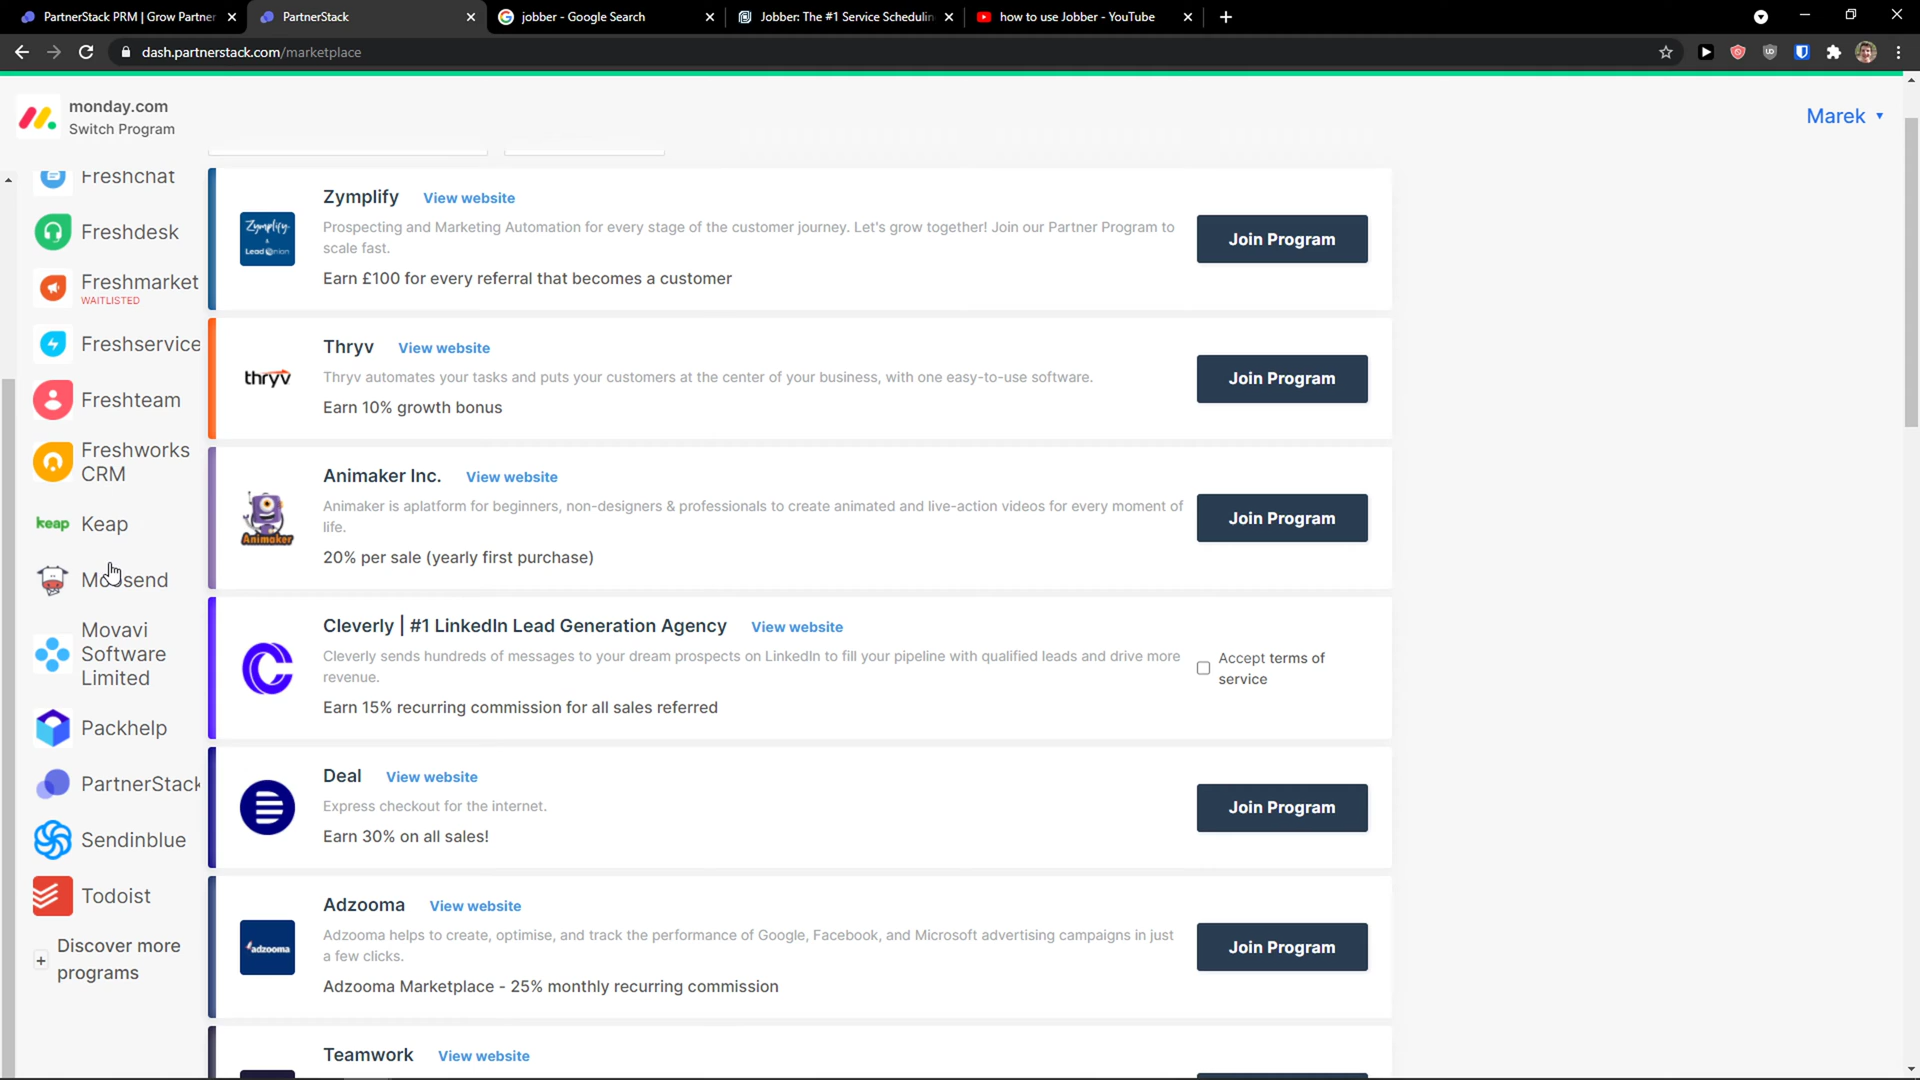 PartnerStack PRM | Grow Partner
PartnerStack
jobber - Google Search
Jobber: The #1 Service Schedulin
how to use Jobber - YouTube
dash.partnerstack.com/marketplace
monday.com
Switch Program
Marek
Freshchat
Freshdesk
Freshmarket
WAITLISTED
Freshservice
Freshteam
Freshworks
CRM
keap Keap
Moosend
Movavi
Software
Limited
Packhelp
PartnerStack
Sendinblue
Todoist
Discover more
programs
Zymplify
&
Lead Onion
Zymplify View website
Prospecting and Marketing Automation for every stage of the customer journey. Let's grow together! Join our Partner Program to
scale fast.
Earn £100 for every referral that becomes a customer
Join Program
thryv
Thryv View website
Thryv automates your tasks and puts your customers at the center of your business, with one easy-to-use software.
Earn 10% growth bonus
Join Program
Animaker
Animaker Inc. View website
Animaker is aplatform for beginners, non-designers & professionals to create animated and live-action videos for every moment of
life.
20% per sale (yearly first purchase)
Join Program
Cleverly | #1 LinkedIn Lead Generation Agency View website
Cleverly sends hundreds of messages to your dream prospects on LinkedIn to fill your pipeline with qualified leads and drive more
revenue.
Earn 15% recurring commission for all sales referred
Accept terms of
service
Deal View website
Express checkout for the internet.
Earn 30% on all sales!
Join Program
adzooma
Adzooma View website
Adzooma helps to create, optimise, and track the performance of Google, Facebook, and Microsoft advertising campaigns in just
a few clicks.
Adzooma Marketplace - 25% monthly recurring commission
Join Program
Teamwork View website